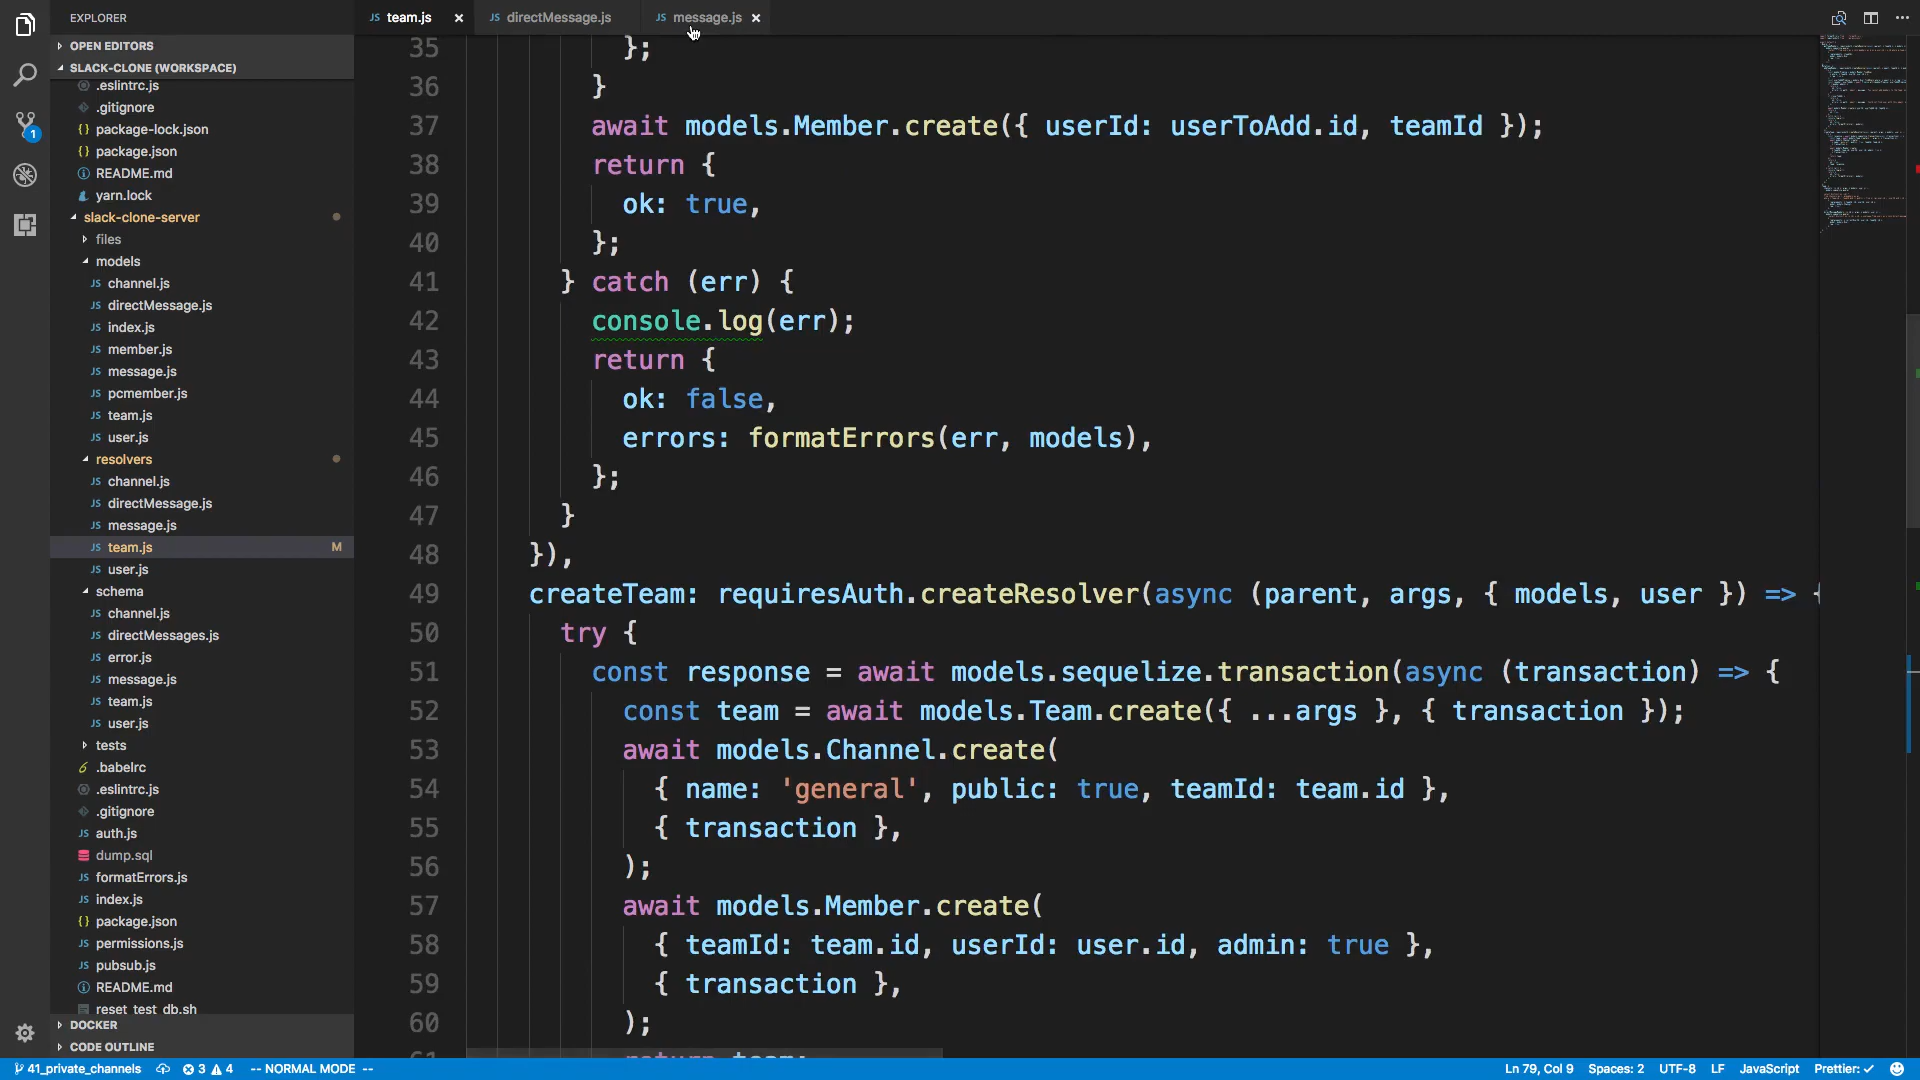 EXPLORER
OPEN EDITORS
SLACK-CLONE (WORKSPACE)
.eslintrc.js
.gitignore
package-lock.json
package.json
README.md
yarn.lock
slack-clone-server
files
models
channel.js
directMessage.js
index.js
member.js
message.js
pcmember.js
team.js
user.js
resolvers
channel.js
directMessage.js
message.js
team.js M
user.js
schema
channel.js
directMessages.js
error.js
message.js
team.js
user.js
tests
.babelrc
.eslintrc.js
.gitignore
auth.js
dump.sql
formatErrors.js
index.js
package.json
permissions.js
pubsub.js
README.md
reset_test_db.sh
DOCKER
CODE OUTLINE
JS team.js × JS directMessage.js JS message.js ×
35 };
36 }
37 await models.Member.create({ userId: userToAdd.id, teamId });
38 return {
39 ok: true,
40 };
41 } catch (err) {
42 console.log(err);
43 return {
44 ok: false,
45 errors: formatErrors(err, models),
46 };
47 }
48 }),
49 createTeam: requiresAuth.createResolver(async (parent, args, { models, user }) => {
50 try {
51 const response = await models.sequelize.transaction(async (transaction) => {
52 const team = await models.Team.create({ ...args }, { transaction });
53 await models.Channel.create(
54 { name: 'general', public: true, teamId: team.id },
55 { transaction },
56 );
57 await models.Member.create(
58 { teamId: team.id, userId: user.id, admin: true },
59 { transaction },
60 );
61 return team;
41_private_channels 3 4 -- NORMAL MODE -- Ln 79, Col 9 Spaces: 2 UTF-8 LF JavaScript Prettier: ✓